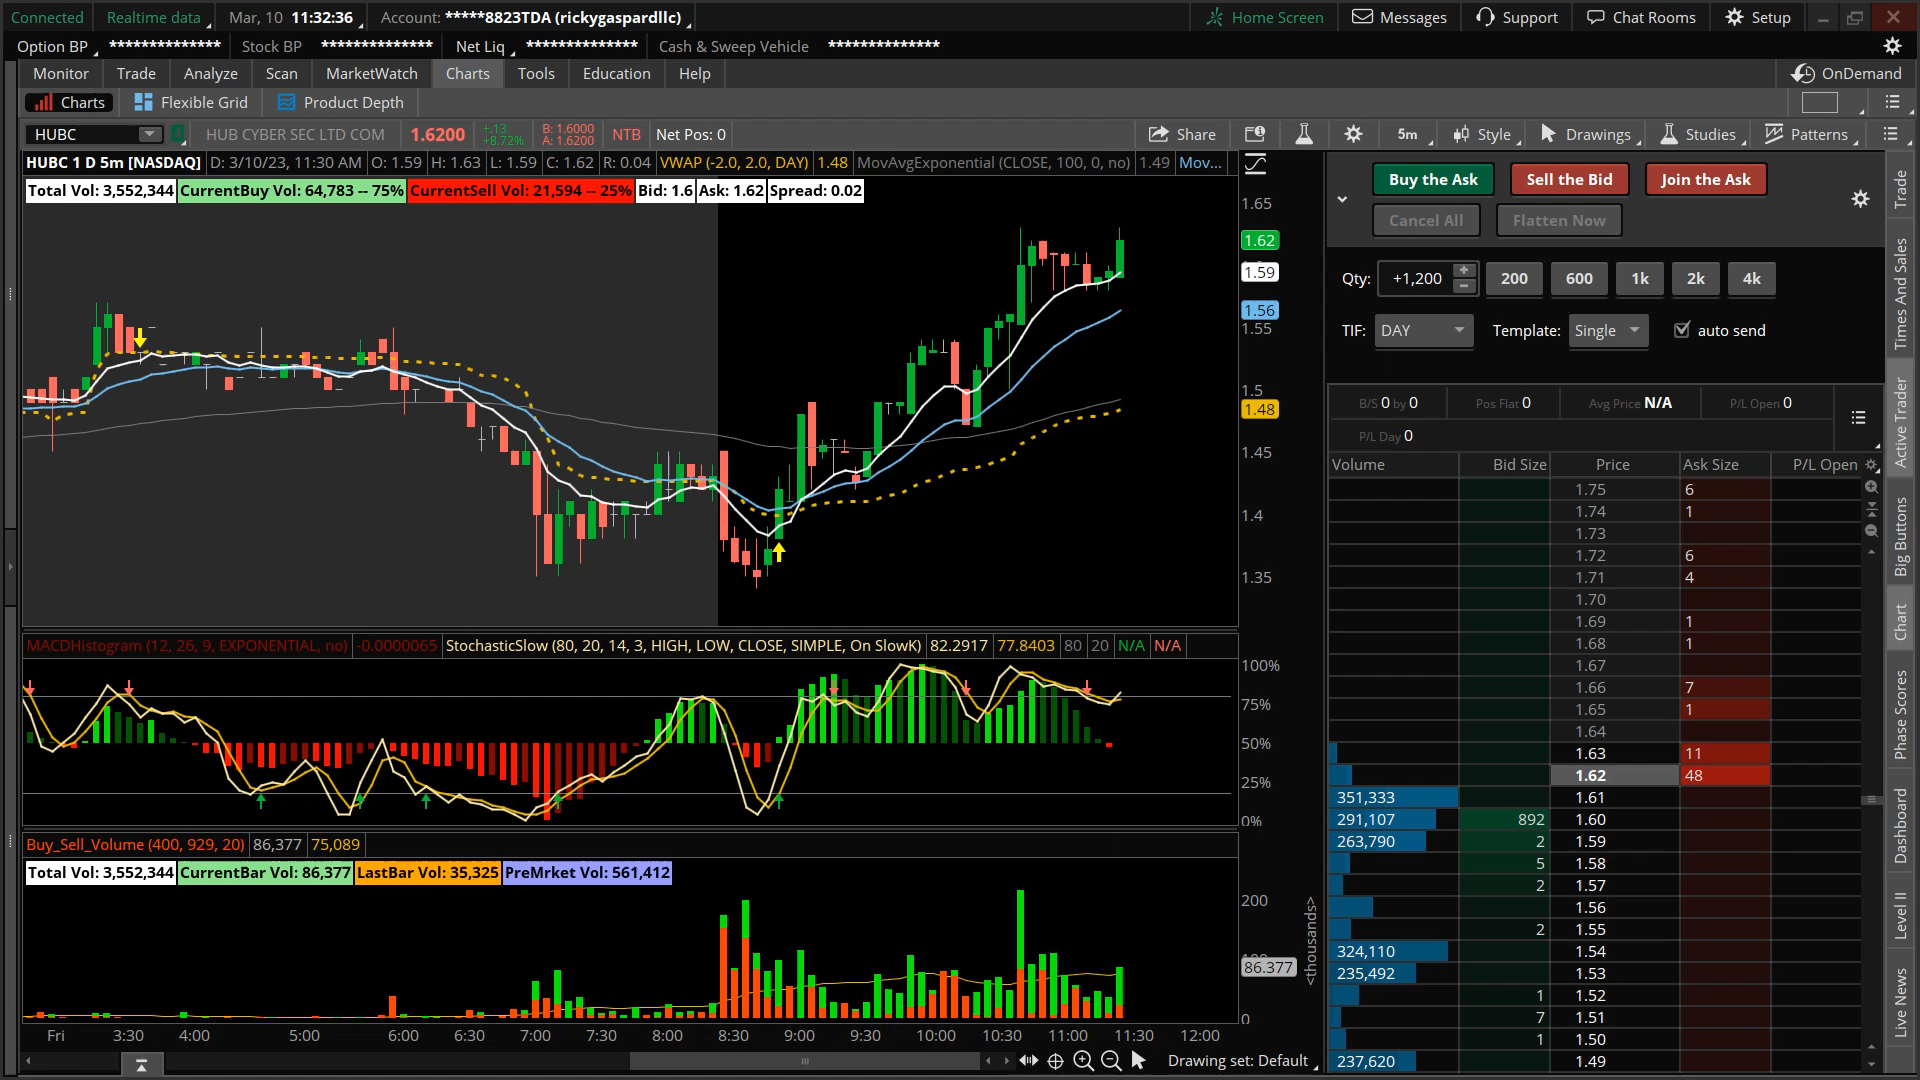 Connected Realtime data Mar, 10 11:32:36 Account: *****8823TDA (rickygaspardllc) Home Screen Messages Support Chat Rooms Setup
Option BP ************** Stock BP ************** Net Liq ************** Cash & Sweep Vehicle **************
Monitor Trade Analyze Scan MarketWatch Charts Tools Education Help OnDemand
Charts Flexible Grid Product Depth
HUBC HUB CYBER SEC LTD COM 1.6200 +.13 +8.72% B: 1.6000 A: 1.6200 NTB Net Pos: 0 Share 5m Style Drawings Studies Patterns
HUBC 1 D 5m [NASDAQ] D: 3/10/23, 11:30 AM O: 1.59 H: 1.63 L: 1.59 C: 1.62 R: 0.04 VWAP (-2.0, 2.0, DAY) 1.48 MovAvgExponential (CLOSE, 100, 0, no) 1.49 Mov...
Total Vol: 3,552,344 CurrentBuy Vol: 64,783 -- 75% CurrentSell Vol: 21,594 -- 25% Bid: 1.6 Ask: 1.62 Spread: 0.02
1.65
1.62
1.59
1.56
1.55
1.5
1.48
1.45
1.4
1.35
MACDHistogram (12, 26, 9, EXPONENTIAL, no) -0.0000065 StochasticSlow (80, 20, 14, 3, HIGH, LOW, CLOSE, SIMPLE, On SlowK) 82.2917 77.8403 80 20 N/A N/A
100%
75%
50%
25%
0%
Buy_Sell_Volume (400, 929, 20) 86,377 75,089
Total Vol: 3,552,344 CurrentBar Vol: 86,377 LastBar Vol: 35,325 PreMrket Vol: 561,412
200
86.377
0
<thousands>
Fri 3:30 4:00 5:00 6:00 6:30 7:00 7:30 8:00 8:30 9:00 9:30 10:00 10:30 11:00 11:30 12:00
Drawing set: Default
Buy the Ask Sell the Bid Join the Ask
Cancel All Flatten Now
Qty: +1,200 200 600 1k 2k 4k
TIF: DAY Template: Single auto send
B/S 0 by 0 Pos Flat 0 Avg Price N/A P/L Open 0
P/L Day 0
Volume Bid Size Price Ask Size P/L Open
1.75 6
1.74 1
1.73
1.72 6
1.71 4
1.70
1.69 1
1.68 1
1.67
1.66 7
1.65 1
1.64
1.63 11
1.62 48
351,333 1.61
291,107 892 1.60
263,790 2 1.59
5 1.58
2 1.57
1.56
2 1.55
324,110 1.54
235,492 1.53
1 1.52
7 1.51
1 1.50
237,620 1.49
Trade
Times And Sales
Active Trader
Big Buttons
Chart
Phase Scores
Dashboard
Level II
Live News